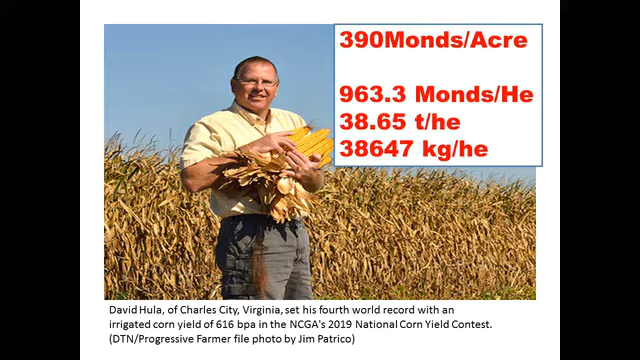 390Monds/Acre
963.3 Monds/He
38.65 t/he
38647 kg/he
David Hula, of Charles City, Virginia, set his fourth world record with an
irrigated corn yield of 616 bpa in the NCGA's 2019 National Corn Yield Contest.
(DTN/Progressive Farmer file photo by Jim Patrico)